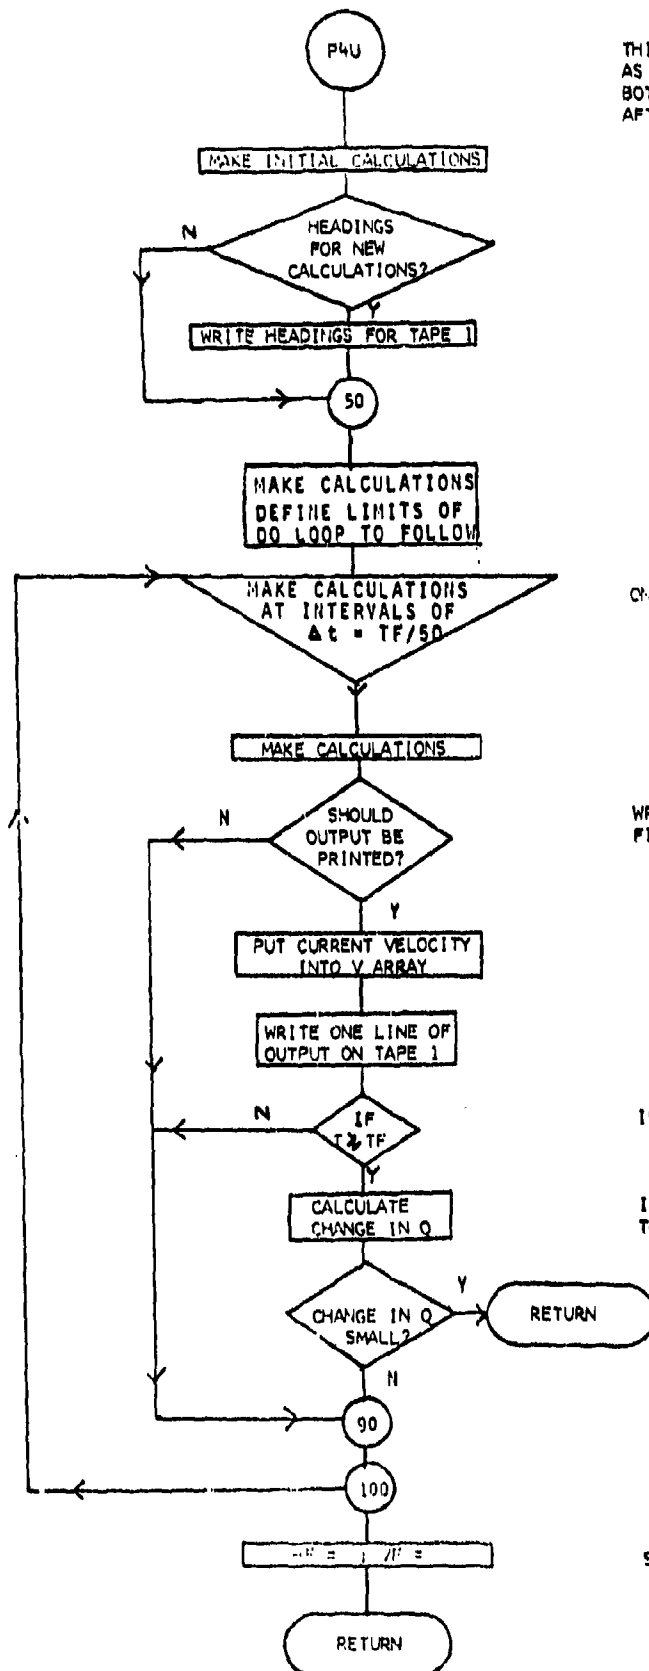 P4U
THI
AS
BOT
AFT
MAKE INITIAL CALCULATIONS
N
HEADINGS
FOR NEW
CALCULATIONS?
Y
WRITE HEADINGS FOR TAPE 1
50
MAKE CALCULATIONS
DEFINE LIMITS OF
DO LOOP TO FOLLOW
MAKE CALCULATIONS
AT INTERVALS OF
Δt = TF/50
MAKE CALCULATIONS
N
SHOULD
OUTPUT BE
PRINTED?
WR
FI
Y
PUT CURRENT VELOCITY
INTO V ARRAY
WRITE ONE LINE OF
OUTPUT ON TAPE 1
N
IF
TF
I
Y
CALCULATE
CHANGE IN Q
I
T
CHANGE IN Q
SMALL?
Y
RETURN
N
90
100
S
RETURN